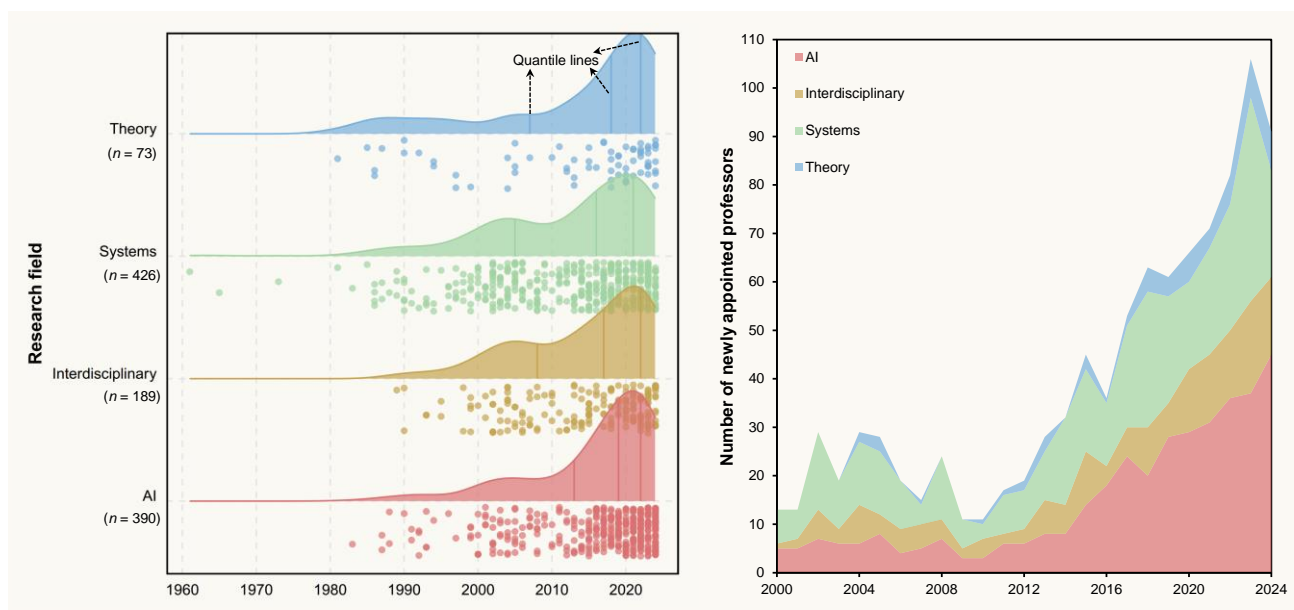 Research field
Theory
(n = 73)
Systems
(n = 426)
Interdisciplinary
(n = 189)
AI
(n = 390)
Quantile lines
1960 1970 1980 1990 2000 2010 2020
Number of newly appointed professors
110
100
90
80
70
60
50
40
30
20
10
0
AI
Interdisciplinary
Systems
Theory
2000 2004 2008 2012 2016 2020 2024